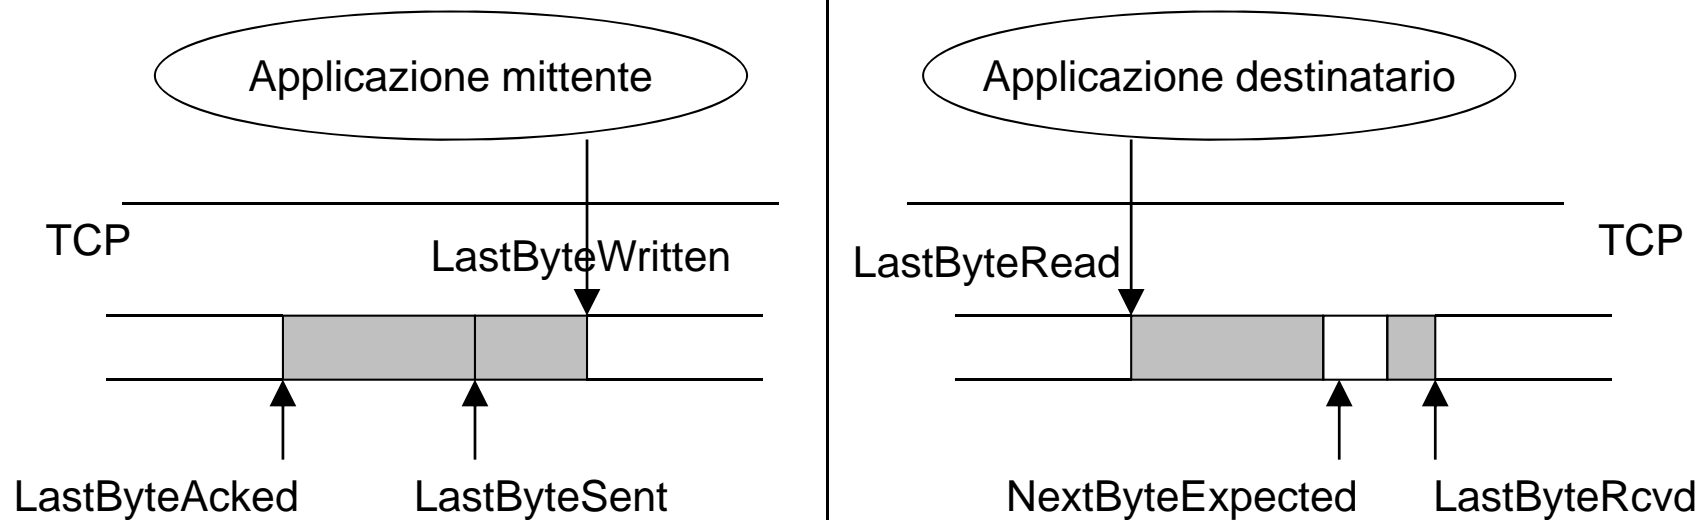 Applicazione mittente
TCP
LastByteWritten
LastByteAcked
LastByteSent
Applicazione destinatario
LastByteRead
TCP
NextByteExpected
LastByteRcvd